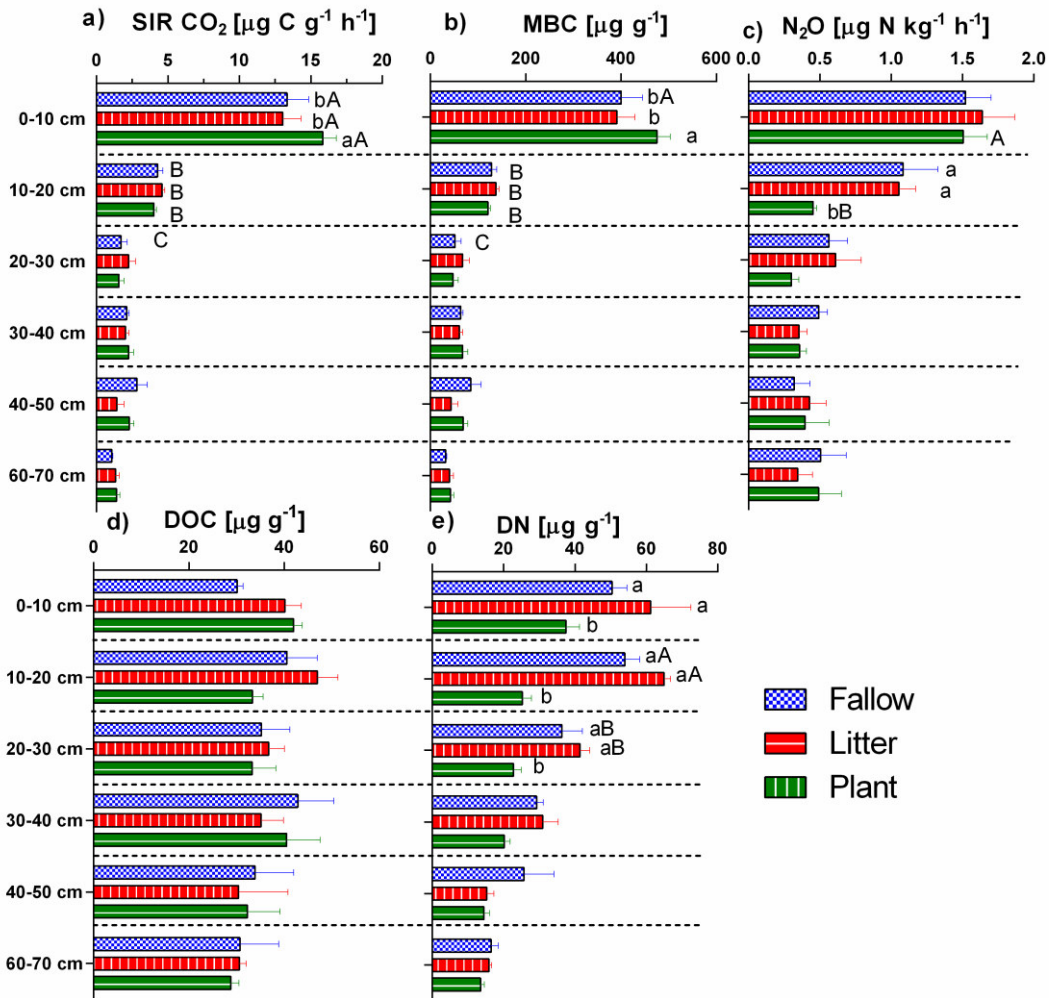 a) SIR CO₂ [μg C g⁻¹ h⁻¹] b) MBC [μg g⁻¹] c) N₂O [μg N kg⁻¹ h⁻¹]
0 5 10 15 20 0 200 400 600 0.0 0.5 1.0 1.5 2.0
bA bA
0-10 cm bA b
aA a A
B B a
10-20 cm B B a
B B bB
C C
20-30 cm
30-40 cm
40-50 cm
60-70 cm
d) DOC [μg g⁻¹] e) DN [μg g⁻¹]
0 20 40 60 0 20 40 60 80
a
0-10 cm a
b
aA
10-20 cm aA
b
aB
20-30 cm aB
b
30-40 cm
40-50 cm
60-70 cm
Fallow
Litter
Plant